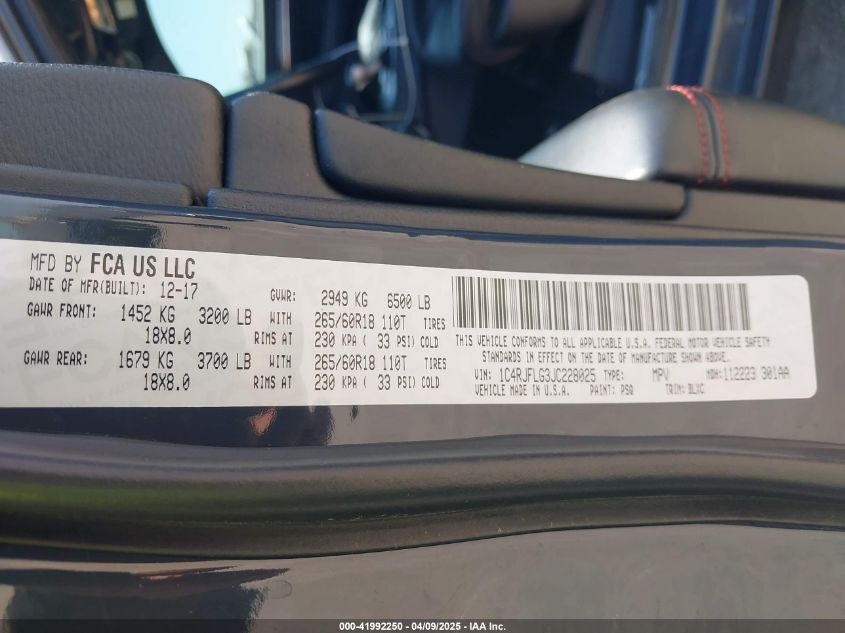 MFD BY FCA US LLC
DATE OF MFR(BUILT): 12-17 GVWR: 2949 KG 6500 LB
GAWR FRONT: 1452 KG 3200 LB WITH 265/60R18 110T TIRES
18X8.0 RIMS AT 230 KPA ( 33 PSI) COLD
GAWR REAR: 1679 KG 3700 LB WITH 265/60R18 110T TIRES
18X8.0 RIMS AT 230 KPA ( 33 PSI) COLD
THIS VEHICLE CONFORMS TO ALL APPLICABLE U.S.A. FEDERAL MOTOR VEHICLE SAFETY
STANDARDS IN EFFECT ON THE DATE OF MANUFACTURE SHOWN ABOVE.
VIN: 1C4RJFLG3JC228025 TYPE: MPV MDH:112223 301AA
VEHICLE MADE IN U.S.A. PAINT: PSQ TRIM: BLXC
000-41992250 | 04/09/2025 | IAA Inc.